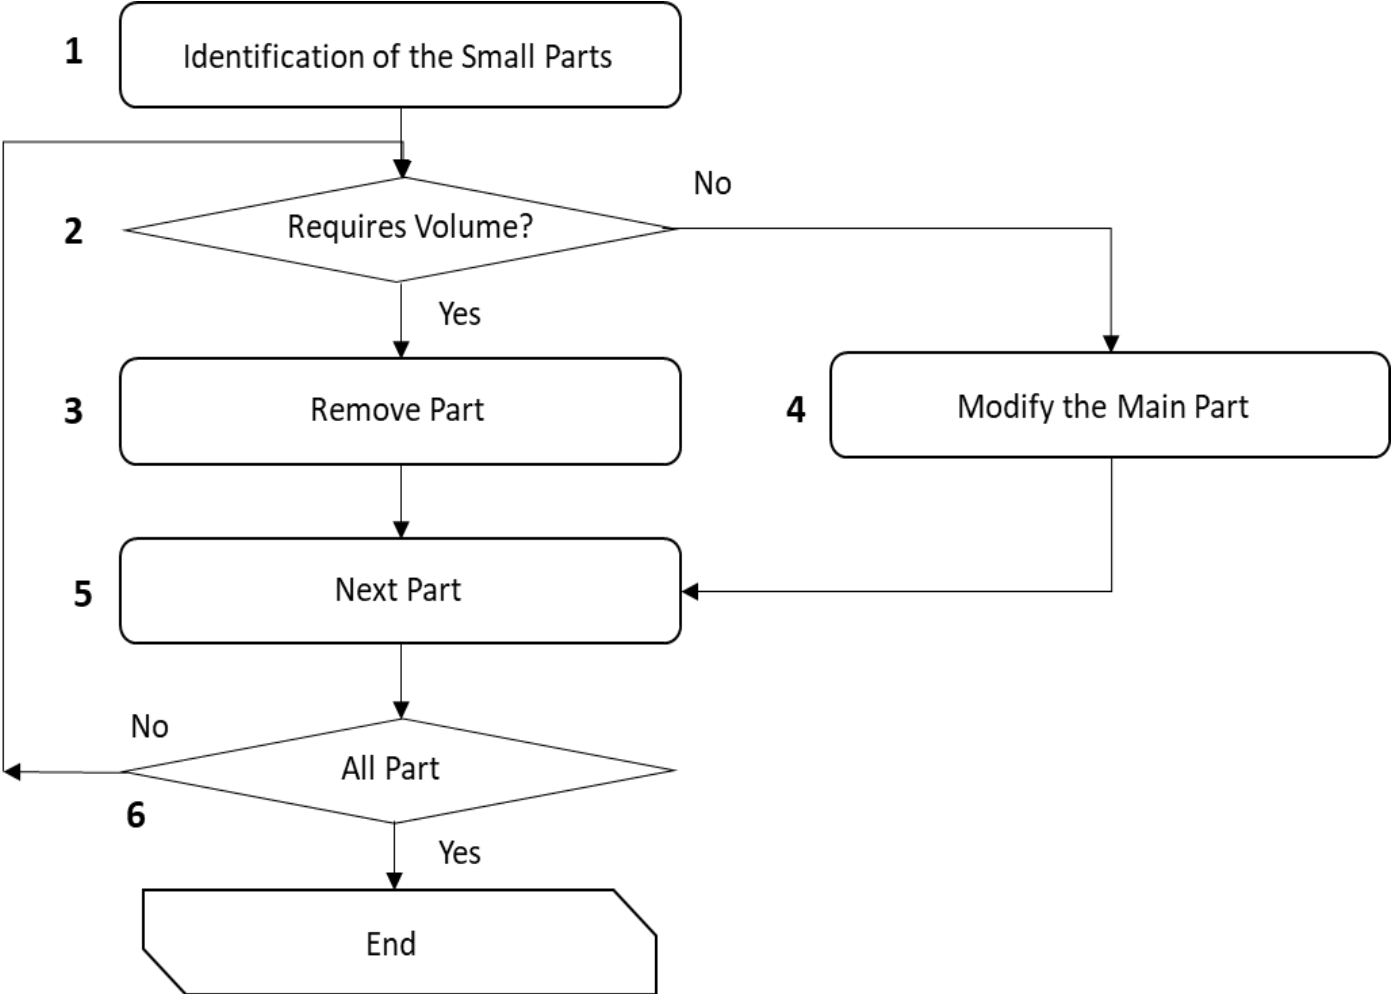 1
Identification of the Small Parts
No
2
Requires Volume?
Yes
3
Remove Part
4
Modify the Main Part
5
Next Part
No
All Part
6
Yes
End